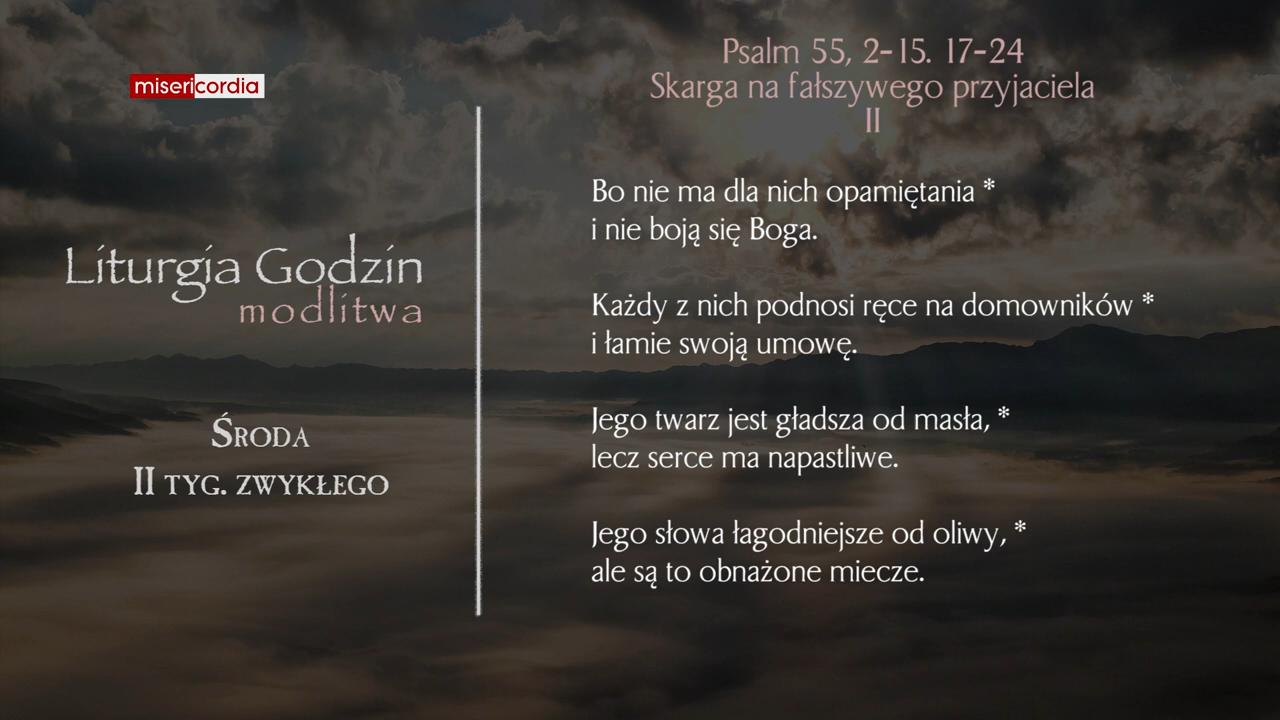 misericordia
Liturgia Godzin
modlitwa
Środa
II tyg. zwykłego
Psalm 55, 2-15. 17-24
Skarga na fałszywego przyjaciela
II
Bo nie ma dla nich opamiętania *
i nie boją się Boga.
Każdy z nich podnosi ręce na domowników *
i łamie swoją umowę.
Jego twarz jest gładsza od masła, *
lecz serce ma napastliwe.
Jego słowa łagodniejsze od oliwy, *
ale są to obnażone miecze.